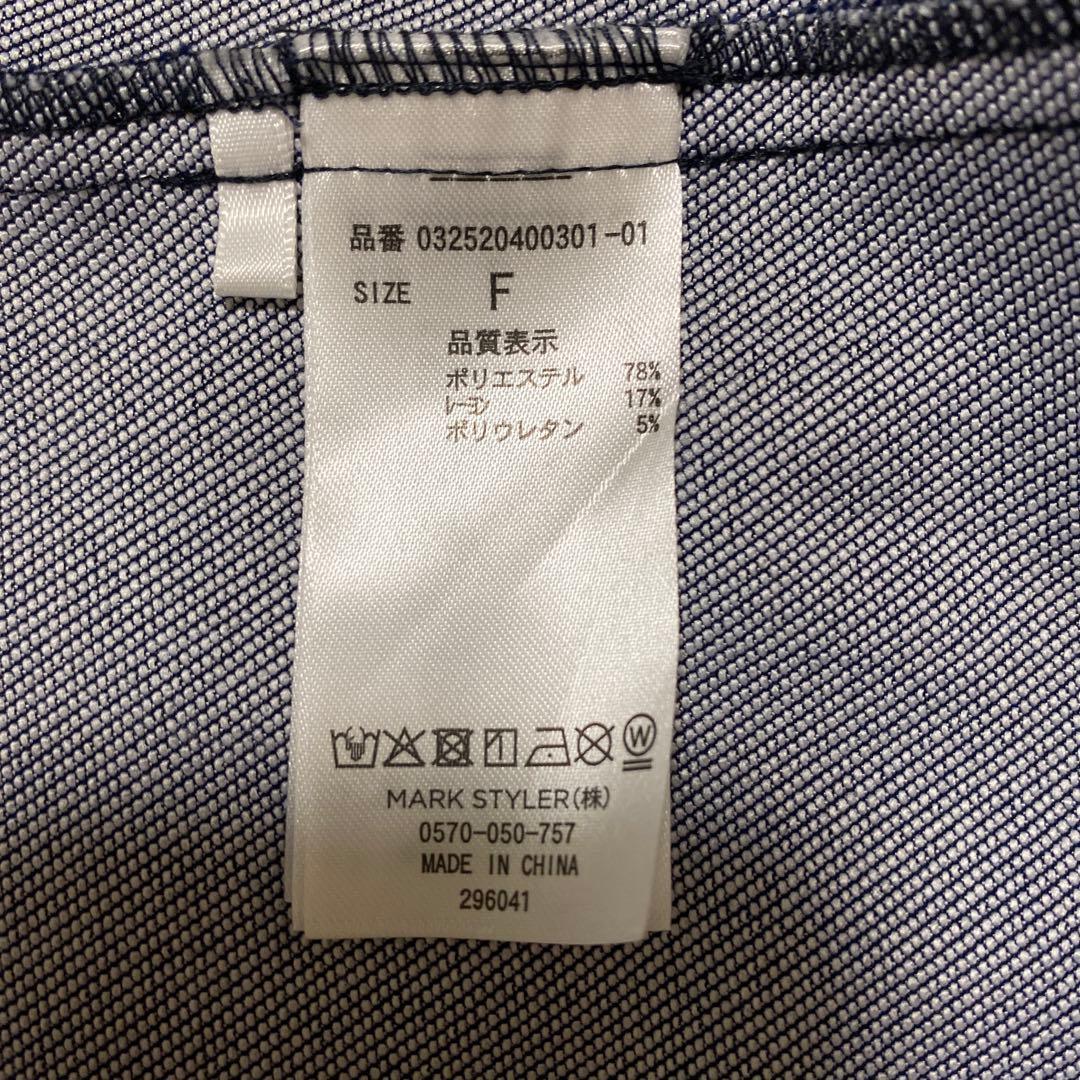 品番 032520400301-01
SIZE F
品質表示
ポリエステル 78%
レーヨン 17%
ポリウレタン 5%
W
MARK STYLER(株)
0570-050-757
MADE IN CHINA
296041